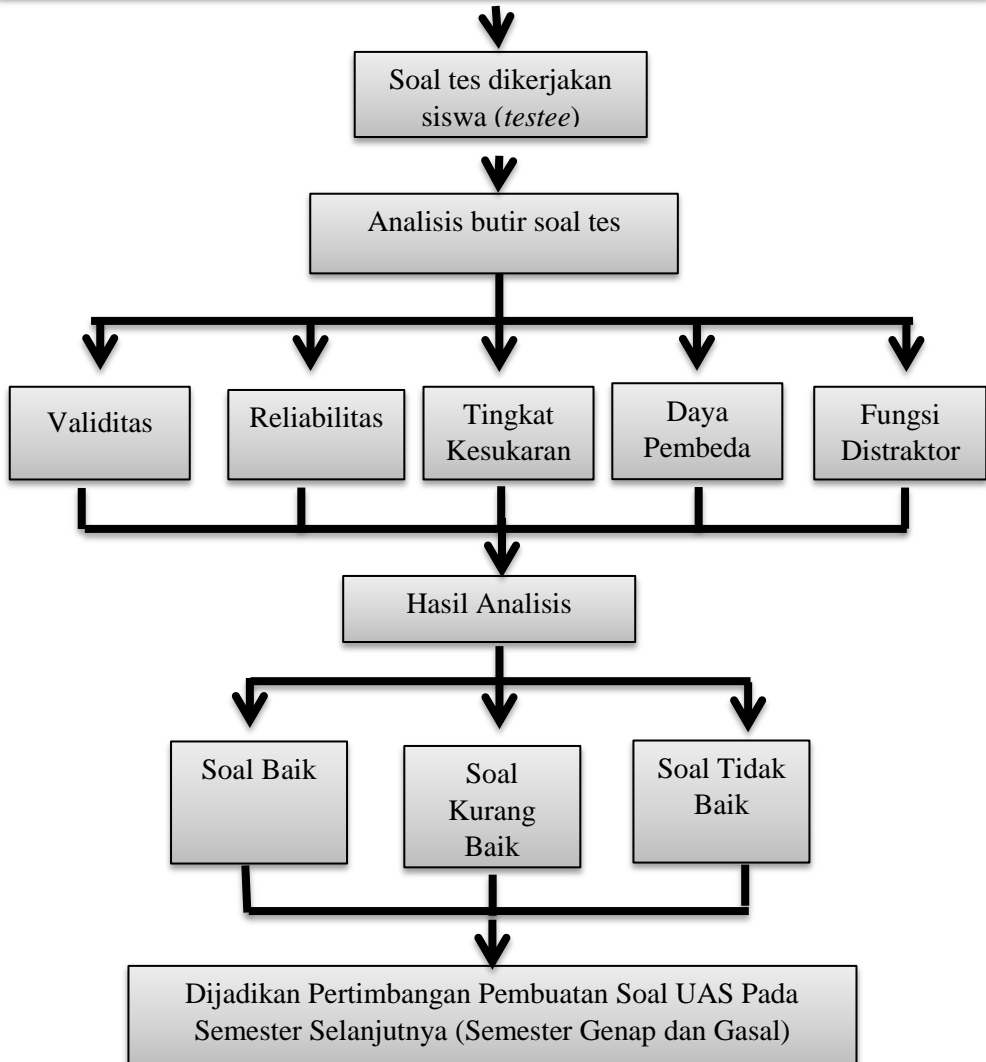 Soal tes dikerjakan
siswa (testee)
Analisis butir soal tes
Validitas
Reliabilitas
Tingkat
Kesukaran
Daya
Pembeda
Fungsi
Distraktor
Hasil Analisis
Soal Baik
Soal
Kurang
Baik
Soal Tidak
Baik
Dijadikan Pertimbangan Pembuatan Soal UAS Pada
Semester Selanjutnya (Semester Genap dan Gasal)